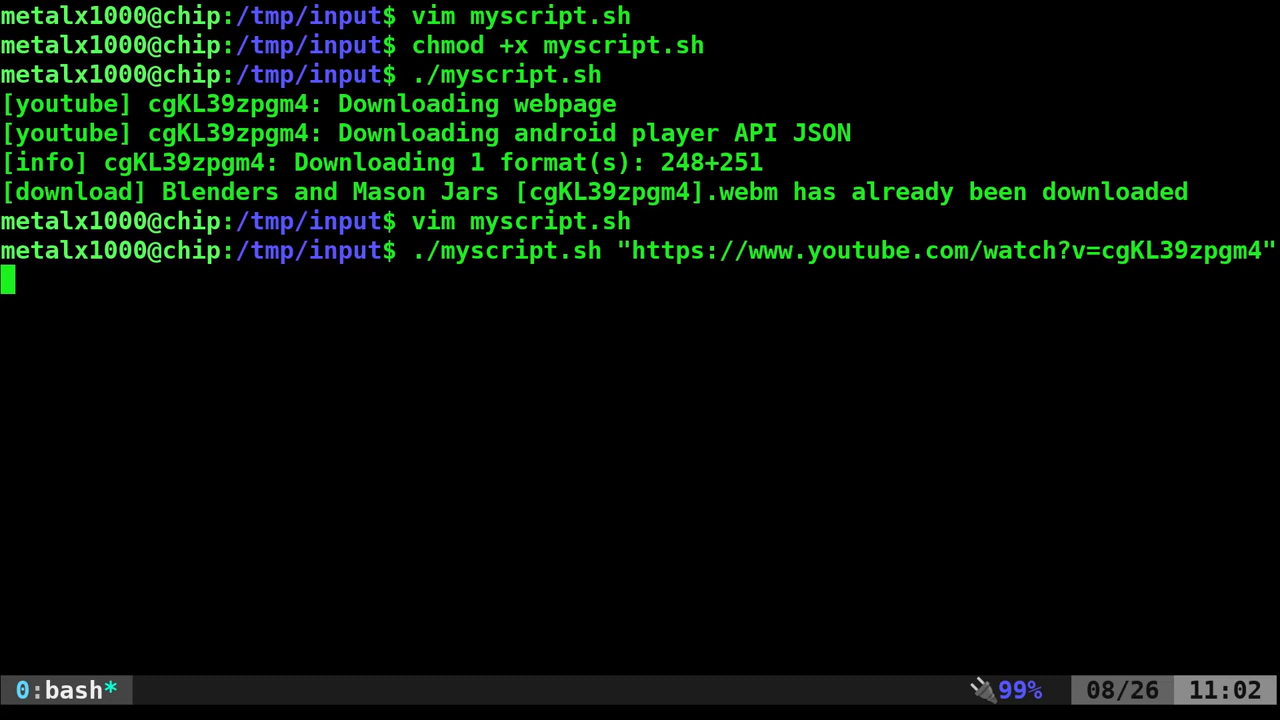 metalx1000@chip:/tmp/input$ vim myscript.sh
metalx1000@chip:/tmp/input$ chmod +x myscript.sh
metalx1000@chip:/tmp/input$ ./myscript.sh
[youtube] cgKL39zpgm4: Downloading webpage
[youtube] cgKL39zpgm4: Downloading android player API JSON
[info] cgKL39zpgm4: Downloading 1 format(s): 248+251
[download] Blenders and Mason Jars [cgKL39zpgm4].webm has already been downloaded
metalx1000@chip:/tmp/input$ vim myscript.sh
metalx1000@chip:/tmp/input$ ./myscript.sh "https://www.youtube.com/watch?v=cgKL39zpgm4"
0:bash* 🔌99% 08/26 11:02